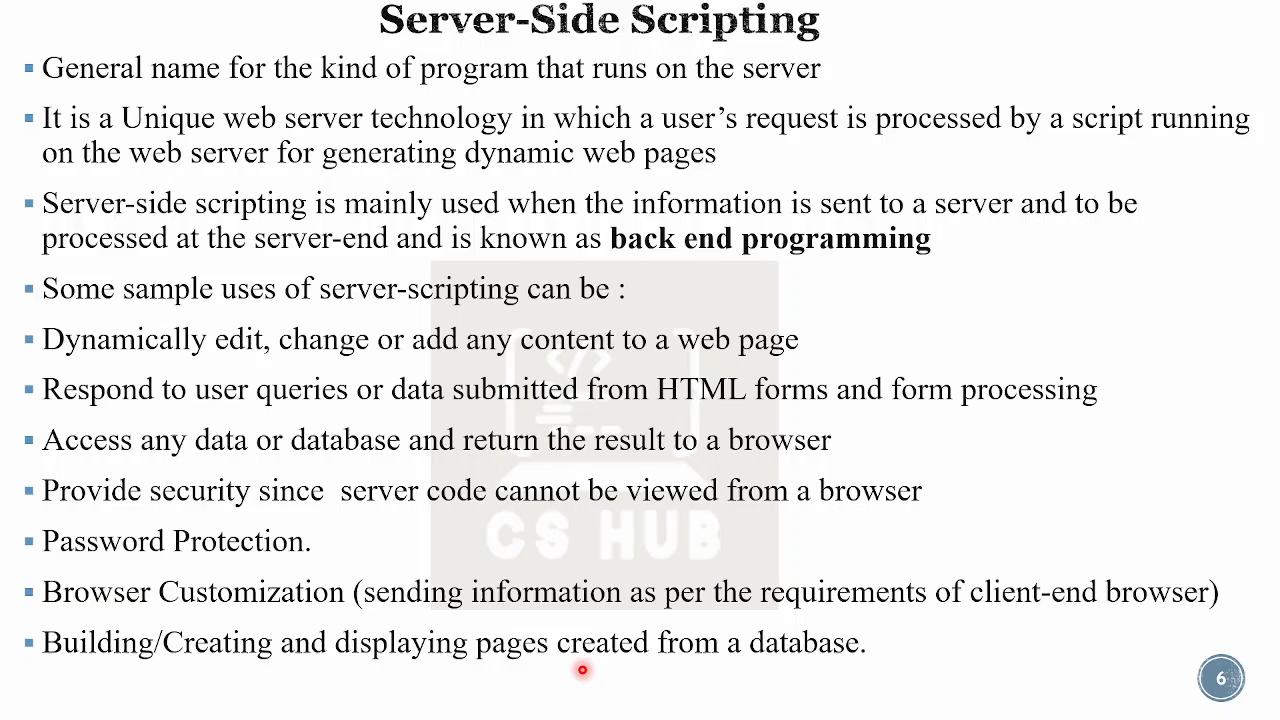 Server-Side Scripting
▪ General name for the kind of program that runs on the server
▪ It is a Unique web server technology in which a user’s request is processed by a script running
on the web server for generating dynamic web pages
▪ Server-side scripting is mainly used when the information is sent to a server and to be
processed at the server-end and is known as back end programming
▪ Some sample uses of server-scripting can be :
▪ Dynamically edit, change or add any content to a web page
▪ Respond to user queries or data submitted from HTML forms and form processing
▪ Access any data or database and return the result to a browser
▪ Provide security since  server code cannot be viewed from a browser
▪ Password Protection.
▪ Browser Customization (sending information as per the requirements of client-end browser)
▪ Building/Creating and displaying pages created from a database.
</> 
CS HUB
6